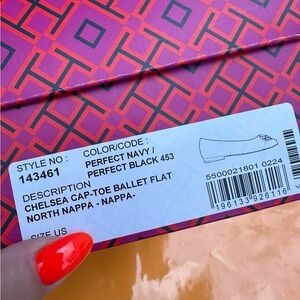 STYLE NO :
143461
COLOR/CODE :
PERFECT NAVY /
PERFECT BLACK 453
DESCRIPTION
CHELSEA CAP-TOE BALLET FLAT
NORTH NAPPA - NAPPA-
SIZE US
5500021801 0224
196133926116